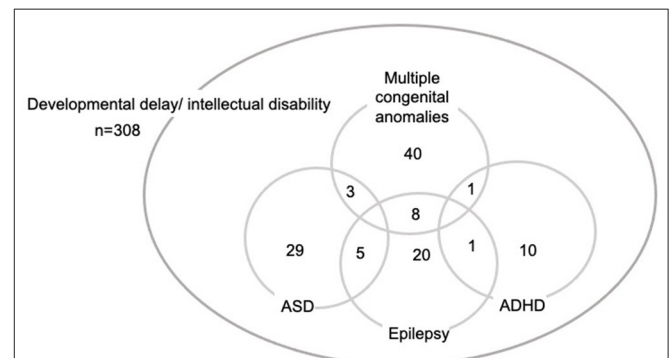 Multiple
congenital
anomalies
Developmental delay/ intellectual disability
n=308
40
3
1
8
29
5
20
1
10
ASD
ADHD
Epilepsy